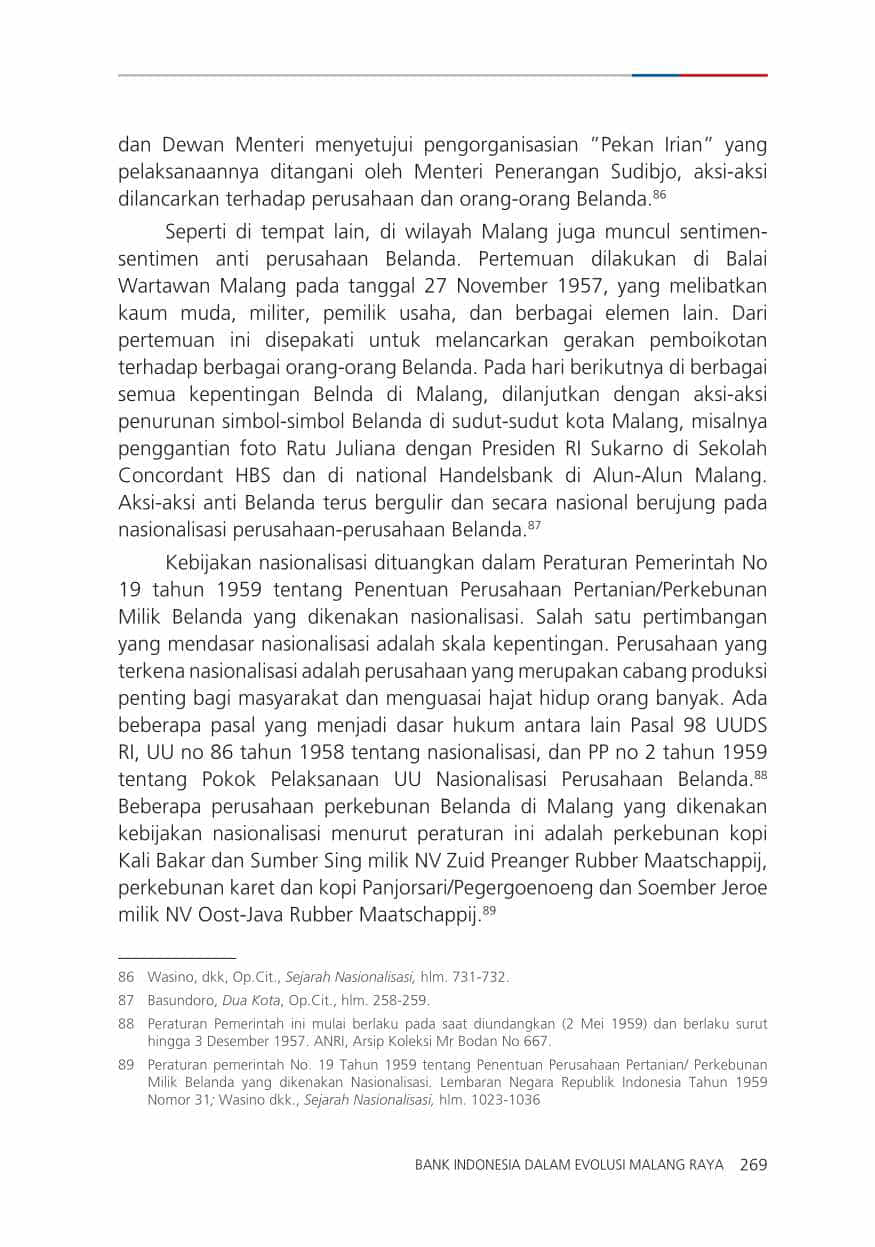 dan Dewan Menteri menyetujui pengorganisasian ”Pekan Irian” yang
pelaksanaannya ditangani oleh Menteri Penerangan Sudibjo, aksi-aksi
dilancarkan terhadap perusahaan dan orang-orang Belanda.86
Seperti di tempat lain, di wilayah Malang juga muncul sentimen-
sentimen anti perusahaan Belanda. Pertemuan dilakukan di Balai
Wartawan Malang pada tanggal 27 November 1957, yang melibatkan
kaum muda, militer, pemilik usaha, dan berbagai elemen lain. Dari
pertemuan ini disepakati untuk melancarkan gerakan pemboikotan
terhadap berbagai orang-orang Belanda. Pada hari berikutnya di berbagai
semua kepentingan Belnda di Malang, dilanjutkan dengan aksi-aksi
penurunan simbol-simbol Belanda di sudut-sudut kota Malang, misalnya
penggantian foto Ratu Juliana dengan Presiden RI Sukarno di Sekolah
Concordant HBS dan di national Handelsbank di Alun-Alun Malang.
Aksi-aksi anti Belanda terus bergulir dan secara nasional berujung pada
nasionalisasi perusahaan-perusahaan Belanda.87
Kebijakan nasionalisasi dituangkan dalam Peraturan Pemerintah No
19 tahun 1959 tentang Penentuan Perusahaan Pertanian/Perkebunan
Milik Belanda yang dikenakan nasionalisasi. Salah satu pertimbangan
yang mendasar nasionalisasi adalah skala kepentingan. Perusahaan yang
terkena nasionalisasi adalah perusahaan yang merupakan cabang produksi
penting bagi masyarakat dan menguasai hajat hidup orang banyak. Ada
beberapa pasal yang menjadi dasar hukum antara lain Pasal 98 UUDS
RI, UU no 86 tahun 1958 tentang nasionalisasi, dan PP no 2 tahun 1959
tentang Pokok Pelaksanaan UU Nasionalisasi Perusahaan Belanda.88
Beberapa perusahaan perkebunan Belanda di Malang yang dikenakan
kebijakan nasionalisasi menurut peraturan ini adalah perkebunan kopi
Kali Bakar dan Sumber Sing milik NV Zuid Preanger Rubber Maatschappij,
perkebunan karet dan kopi Panjorsari/Pegergoenoeng dan Soember Jeroe
milik NV Oost-Java Rubber Maatschappij.89
86 Wasino, dkk, Op.Cit., Sejarah Nasionalisasi, hlm. 731-732.
87 Basundoro, Dua Kota, Op.Cit., hlm. 258-259.
88 Peraturan Pemerintah ini mulai berlaku pada saat diundangkan (2 Mei 1959) dan berlaku surut
hingga 3 Desember 1957. ANRI, Arsip Koleksi Mr Bodan No 667.
89 Peraturan pemerintah No. 19 Tahun 1959 tentang Penentuan Perusahaan Pertanian/ Perkebunan
Milik Belanda yang dikenakan Nasionalisasi. Lembaran Negara Republik Indonesia Tahun 1959
Nomor 31; Wasino dkk., Sejarah Nasionalisasi, hlm. 1023-1036
BANK INDONESIA DALAM EVOLUSI MALANG RAYA 269